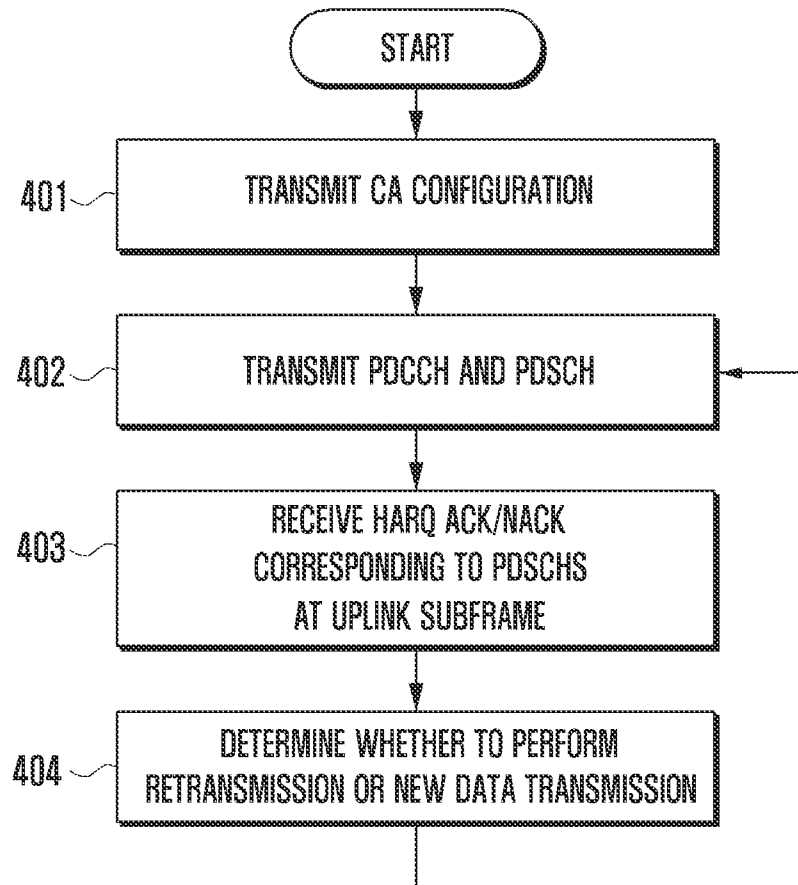 START
401
TRANSMIT CA CONFIGURATION
402
TRANSMIT PDCCH AND PDSCH
403
RECEIVE HARQ ACK/NACK
CORRESPONDING TO PDSCHS
AT UPLINK SUBFRAME
404
DETERMINE WHETHER TO PERFORM
RETRANSMISSION OR NEW DATA TRANSMISSION